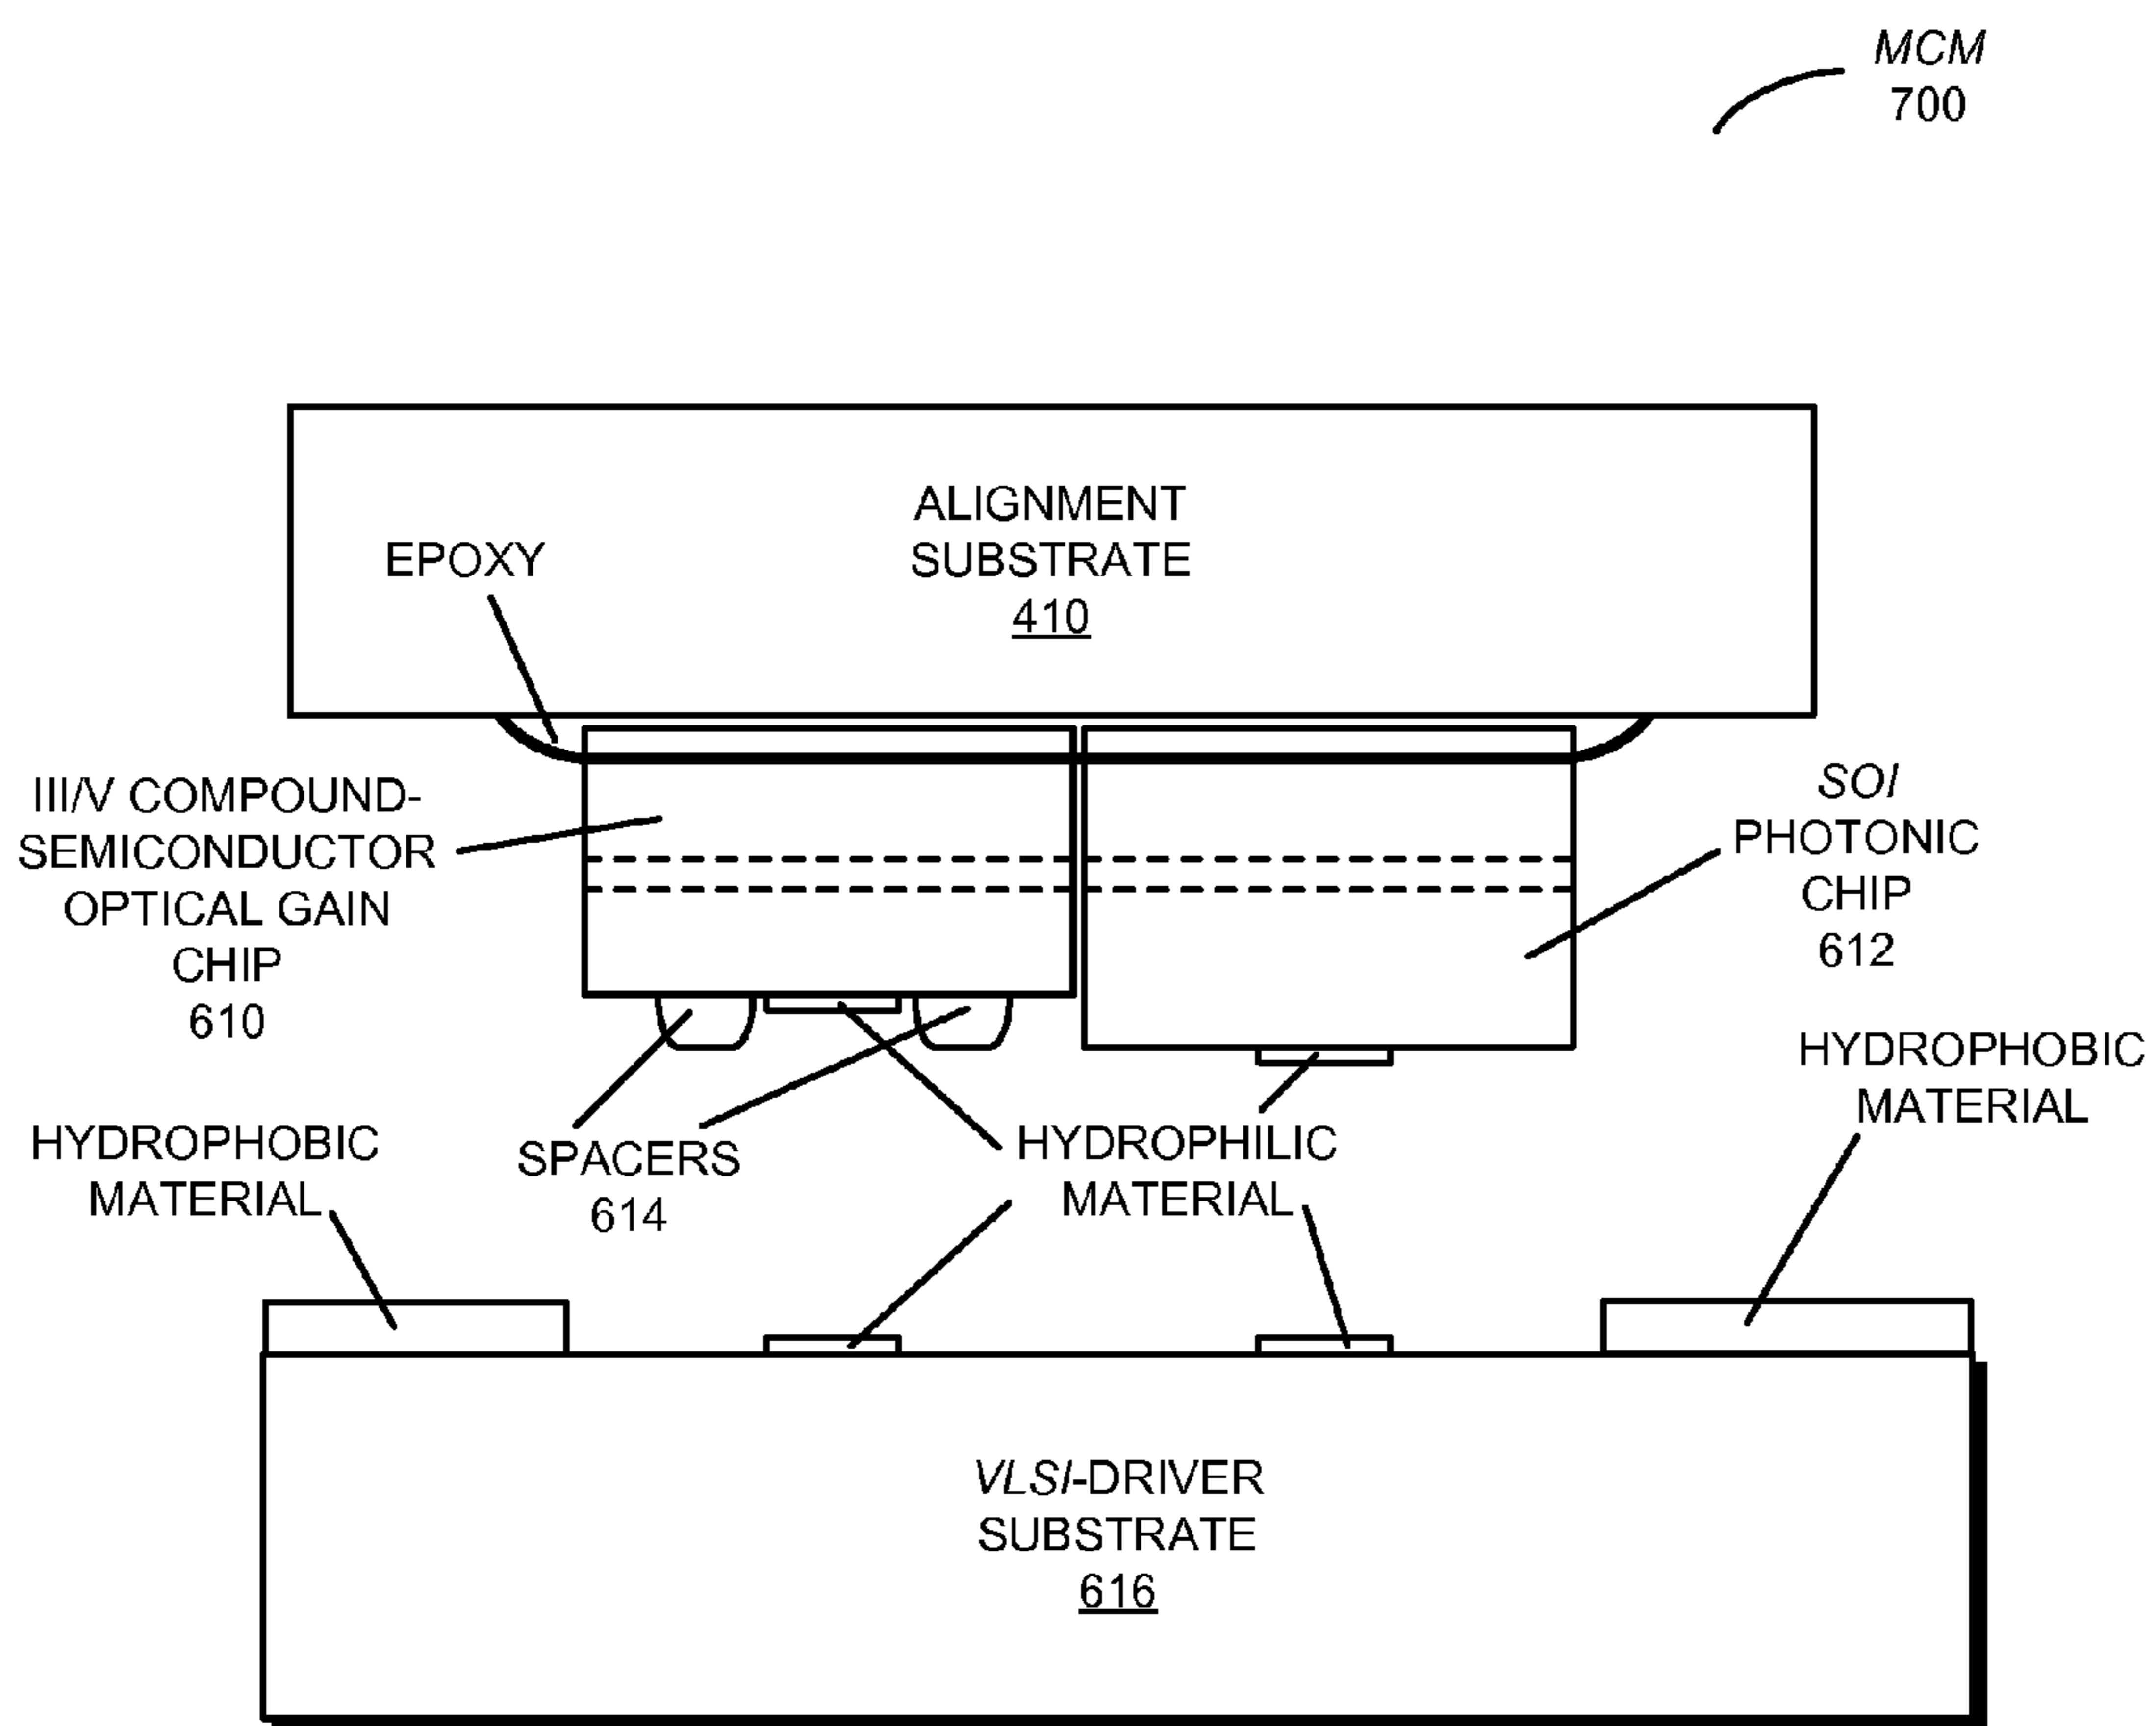 MCM
700
ALIGNMENT
SUBSTRATE
410
EPOXY
III/V COMPOUND-
SEMICONDUCTOR
OPTICAL GAIN
CHIP
610
SOI
PHOTONIC
CHIP
612
HYDROPHOBIC
MATERIAL
SPACERS
614
HYDROPHILIC
MATERIAL
HYDROPHOBIC
MATERIAL
VLSI-DRIVER
SUBSTRATE
616